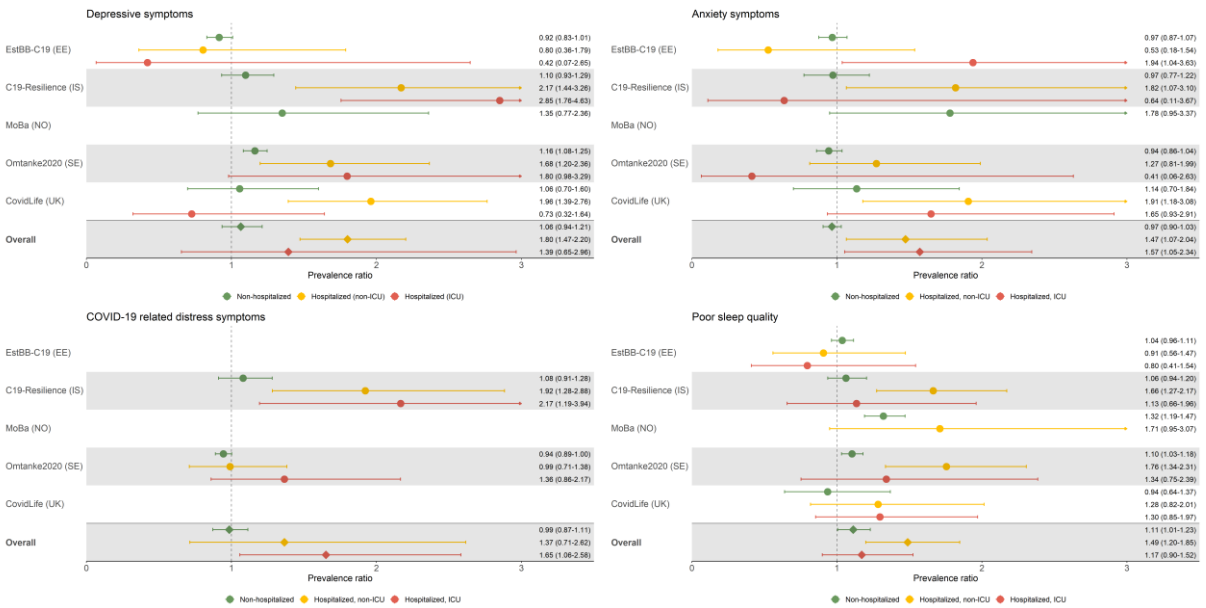 Depressive symptoms
EstBB-C19 (EE)
0.92 (0.83-1.01)
0.80 (0.36-1.79)
0.42 (0.07-2.65)
C19-Resilience (IS)
1.10 (0.93-1.29)
2.17 (1.44-3.26)
2.85 (1.76-4.63)
MoBa (NO)
1.35 (0.77-2.36)
Omtanke2020 (SE)
1.16 (1.08-1.25)
1.68 (1.20-2.36)
1.80 (0.98-3.29)
CovidLife (UK)
1.06 (0.70-1.60)
1.96 (1.39-2.76)
0.73 (0.32-1.64)
Overall
1.06 (0.94-1.21)
1.80 (1.47-2.20)
1.39 (0.65-2.96)
0 1 2 3
Prevalence ratio
Non-hospitalized Hospitalized (non-ICU) Hospitalized (ICU)
Anxiety symptoms
EstBB-C19 (EE)
0.97 (0.87-1.07)
0.53 (0.18-1.54)
1.94 (1.04-3.63)
C19-Resilience (IS)
0.97 (0.77-1.22)
1.82 (1.07-3.10)
0.64 (0.11-3.67)
MoBa (NO)
1.78 (0.95-3.37)
Omtanke2020 (SE)
0.94 (0.86-1.04)
1.27 (0.81-1.99)
0.41 (0.06-2.63)
CovidLife (UK)
1.14 (0.70-1.84)
1.91 (1.18-3.08)
1.65 (0.93-2.91)
Overall
0.97 (0.90-1.03)
1.47 (1.07-2.04)
1.57 (1.05-2.34)
0 1 2 3
Prevalence ratio
Non-hospitalized Hospitalized, non-ICU Hospitalized, ICU
COVID-19 related distress symptoms
EstBB-C19 (EE)
C19-Resilience (IS)
1.08 (0.91-1.28)
1.92 (1.28-2.88)
2.17 (1.19-3.94)
MoBa (NO)
Omtanke2020 (SE)
0.94 (0.89-1.00)
0.99 (0.71-1.38)
1.36 (0.86-2.17)
CovidLife (UK)
Overall
0.99 (0.87-1.11)
1.37 (0.71-2.62)
1.65 (1.06-2.58)
0 1 2 3
Prevalence ratio
Non-hospitalized Hospitalized, non-ICU Hospitalized, ICU
Poor sleep quality
EstBB-C19 (EE)
1.04 (0.96-1.11)
0.91 (0.56-1.47)
0.80 (0.41-1.54)
C19-Resilience (IS)
1.06 (0.94-1.20)
1.66 (1.27-2.17)
1.13 (0.66-1.96)
MoBa (NO)
1.32 (1.19-1.47)
1.71 (0.95-3.07)
Omtanke2020 (SE)
1.10 (1.03-1.18)
1.76 (1.34-2.31)
1.34 (0.75-2.39)
CovidLife (UK)
0.94 (0.64-1.37)
1.28 (0.82-2.01)
1.30 (0.85-1.97)
Overall
1.11 (1.01-1.23)
1.49 (1.20-1.85)
1.17 (0.90-1.52)
0 1 2 3
Prevalence ratio
Non-hospitalized Hospitalized, non-ICU Hospitalized, ICU